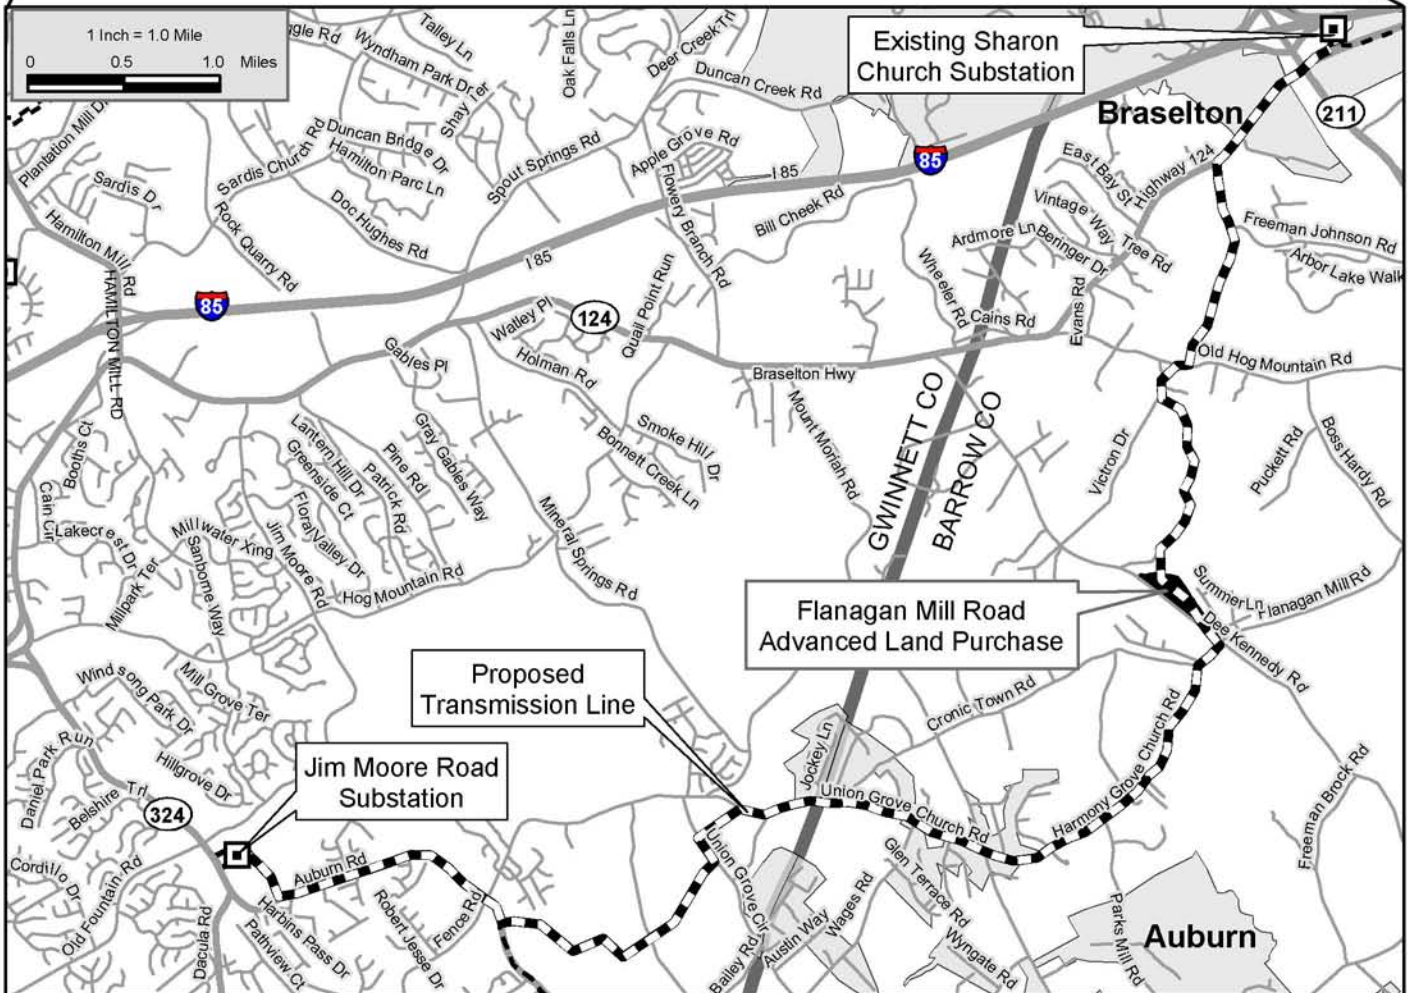 1 Inch = 1.0 Mile
0 0.5 1.0 Miles
Wyndham Park Dr
Talley Ln
Oak Falls Ln
Deer Creek Trl
Duncan Creek Rd
Existing Sharon
Church Substation
Braselton
211
Plantation Mill Dr
Sardis Dr
Sardis Church Rd
Duncan Bridge Dr
Shay Ter
Hamilton Parc Ln
Spout Springs Rd
Apple Grove Rd
I 85
85
East Bay St
Highway 124
Hamilton Mill Rd
Rock Quarry Rd
Doc Hughes Rd
Flowery Branch Rd
Bill Cheek Rd
Vintage Way
Ardmore Ln
Beringer Dr
Tree Rd
Freeman Johnson Rd
Arbor Lake Walk
I 85
85
HAMILTON MILL RD
Watley Pl
124
Quail Point Run
Wheeler Rd
Cains Rd
Evans Rd
Gables Pl
Holman Rd
Braselton Hwy
Old Hog Mountain Rd
Booths Ct
Lantern Hill Dr
Greenside Ct
Patrick Rd
Pine Rd
Gray Gables Way
Smoke Hill Dr
Bonnett Creek Ln
Mount Moriah Rd
GWINNETT CO
BARROW CO
Victron Dr
Puckett Rd
Boss Hardy Rd
Cain Cir
Lakecrest Dr
Millpark Ter
Millwater Xing
Sanborne Way
Jim Moore Rd
Floral Valley Dr
Hog Mountain Rd
Mineral Springs Rd
Flanagan Mill Road
Advanced Land Purchase
Summer Ln
Flanagan Mill Rd
Dee Kennedy Rd
Proposed
Transmission Line
Windsong Park Dr
Mill Grove Ter
Cronic Town Rd
Jockey Ln
Harmony Grove Church Rd
Daniel Park Run
Hillgrove Dr
Jim Moore Road
Substation
Belshire Trl
324
Union Grove Church Rd
Freeman Brock Rd
Cordillo Dr
Old Fountain Rd
Auburn Rd
Union Grove Cir
Glen Terrace Rd
Harbins Pass Dr
Robert Jesse Dr
Fence Rd
Dacula Rd
Pathview Ct
Bailey Rd
Austin Way
Wages Rd
Wyngate Rd
Parks Mill Rd
Auburn